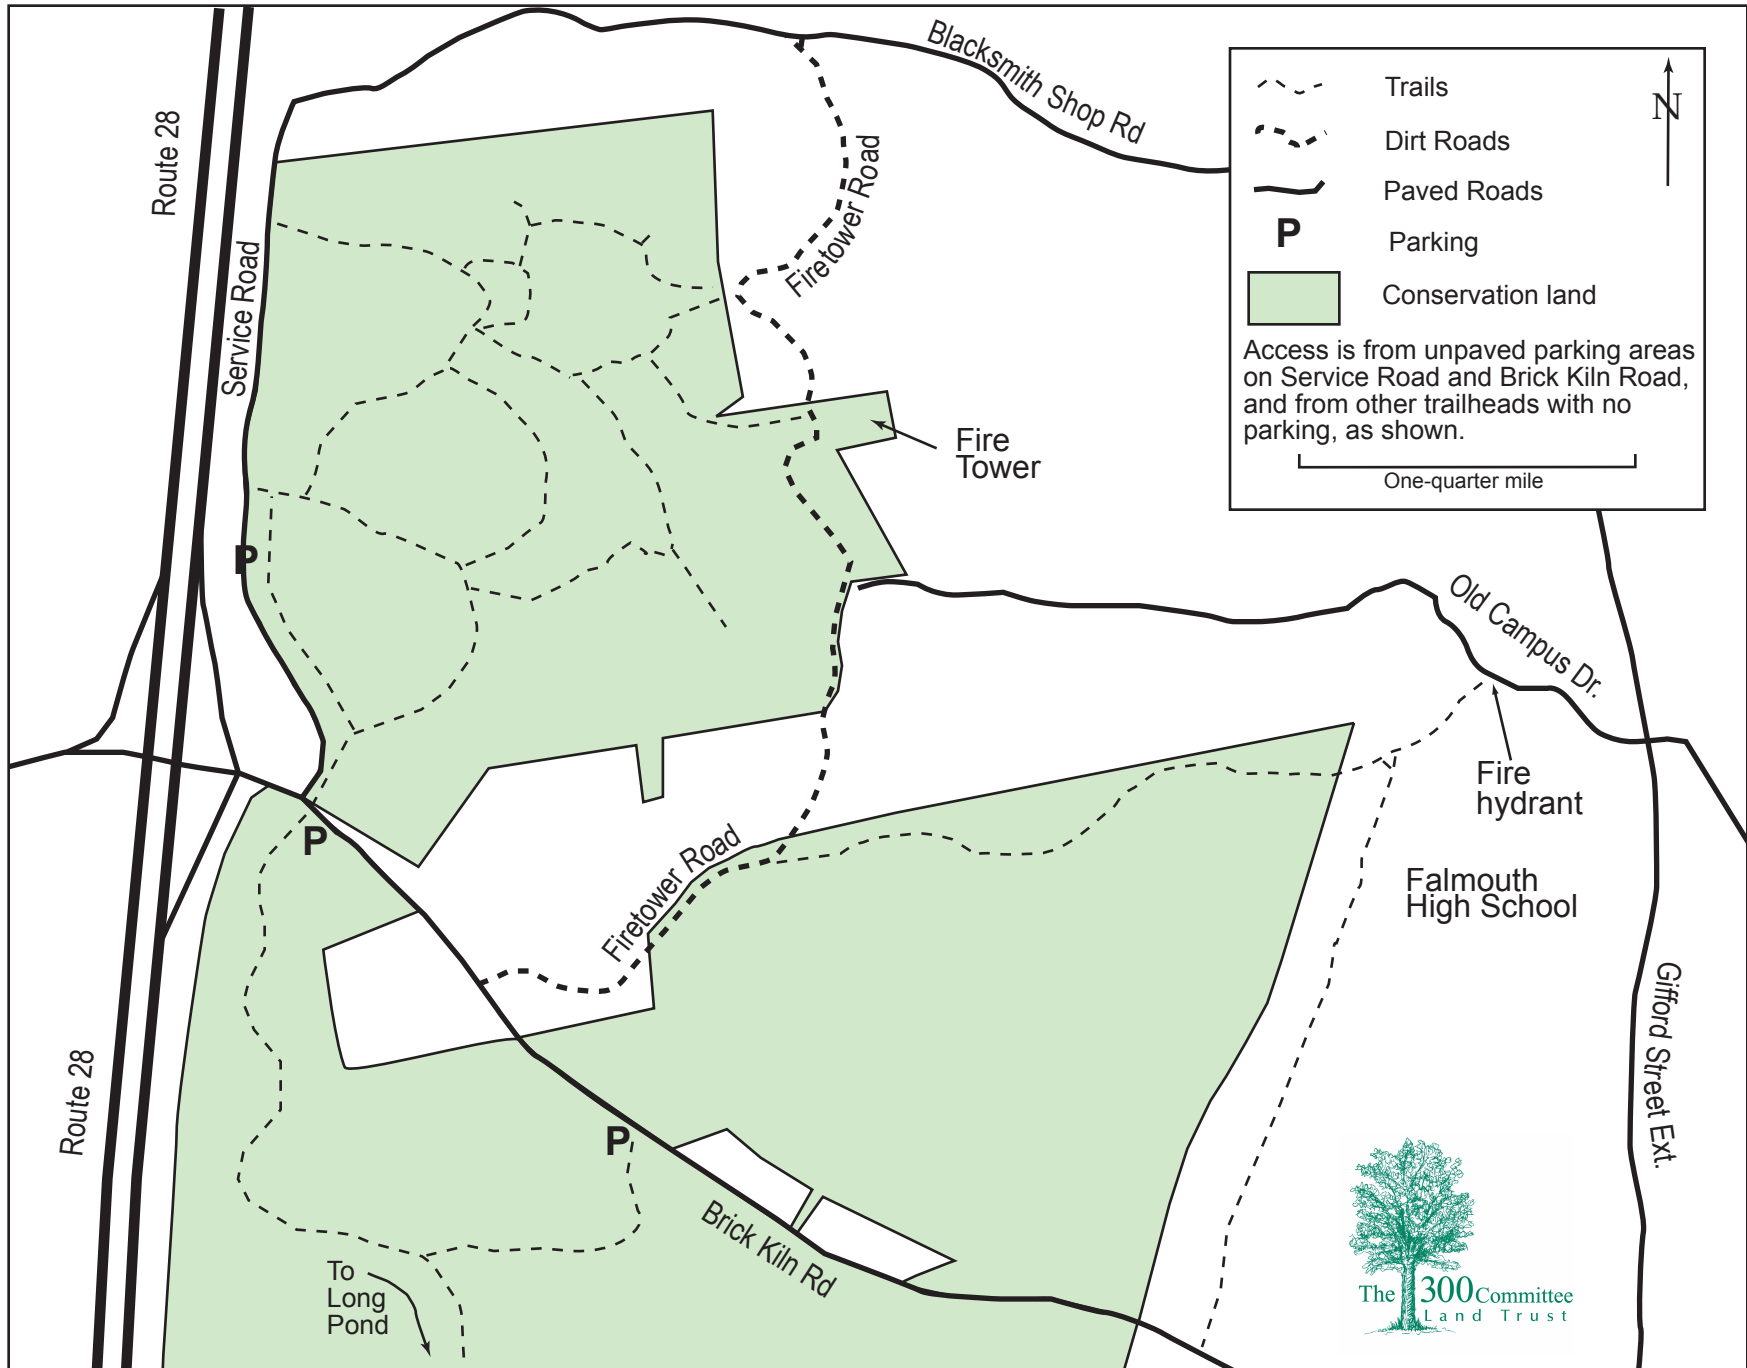 Blacksmith Shop Rd
Route 28
Service Road
Firetower Road
N
Trails
Dirt Roads
Paved Roads
P
Parking
Conservation land
Access is from unpaved parking areas
on Service Road and Brick Kiln Road,
and from other trailheads with no
parking, as shown.
One-quarter mile
Fire
Tower
P
Old Campus Dr.
Fire
hydrant
P
Firetower Road
Falmouth
High School
Gifford Street Ext.
Route 28
P
Brick Kiln Rd
To
Long
Pond
The 300 Committee
Land Trust